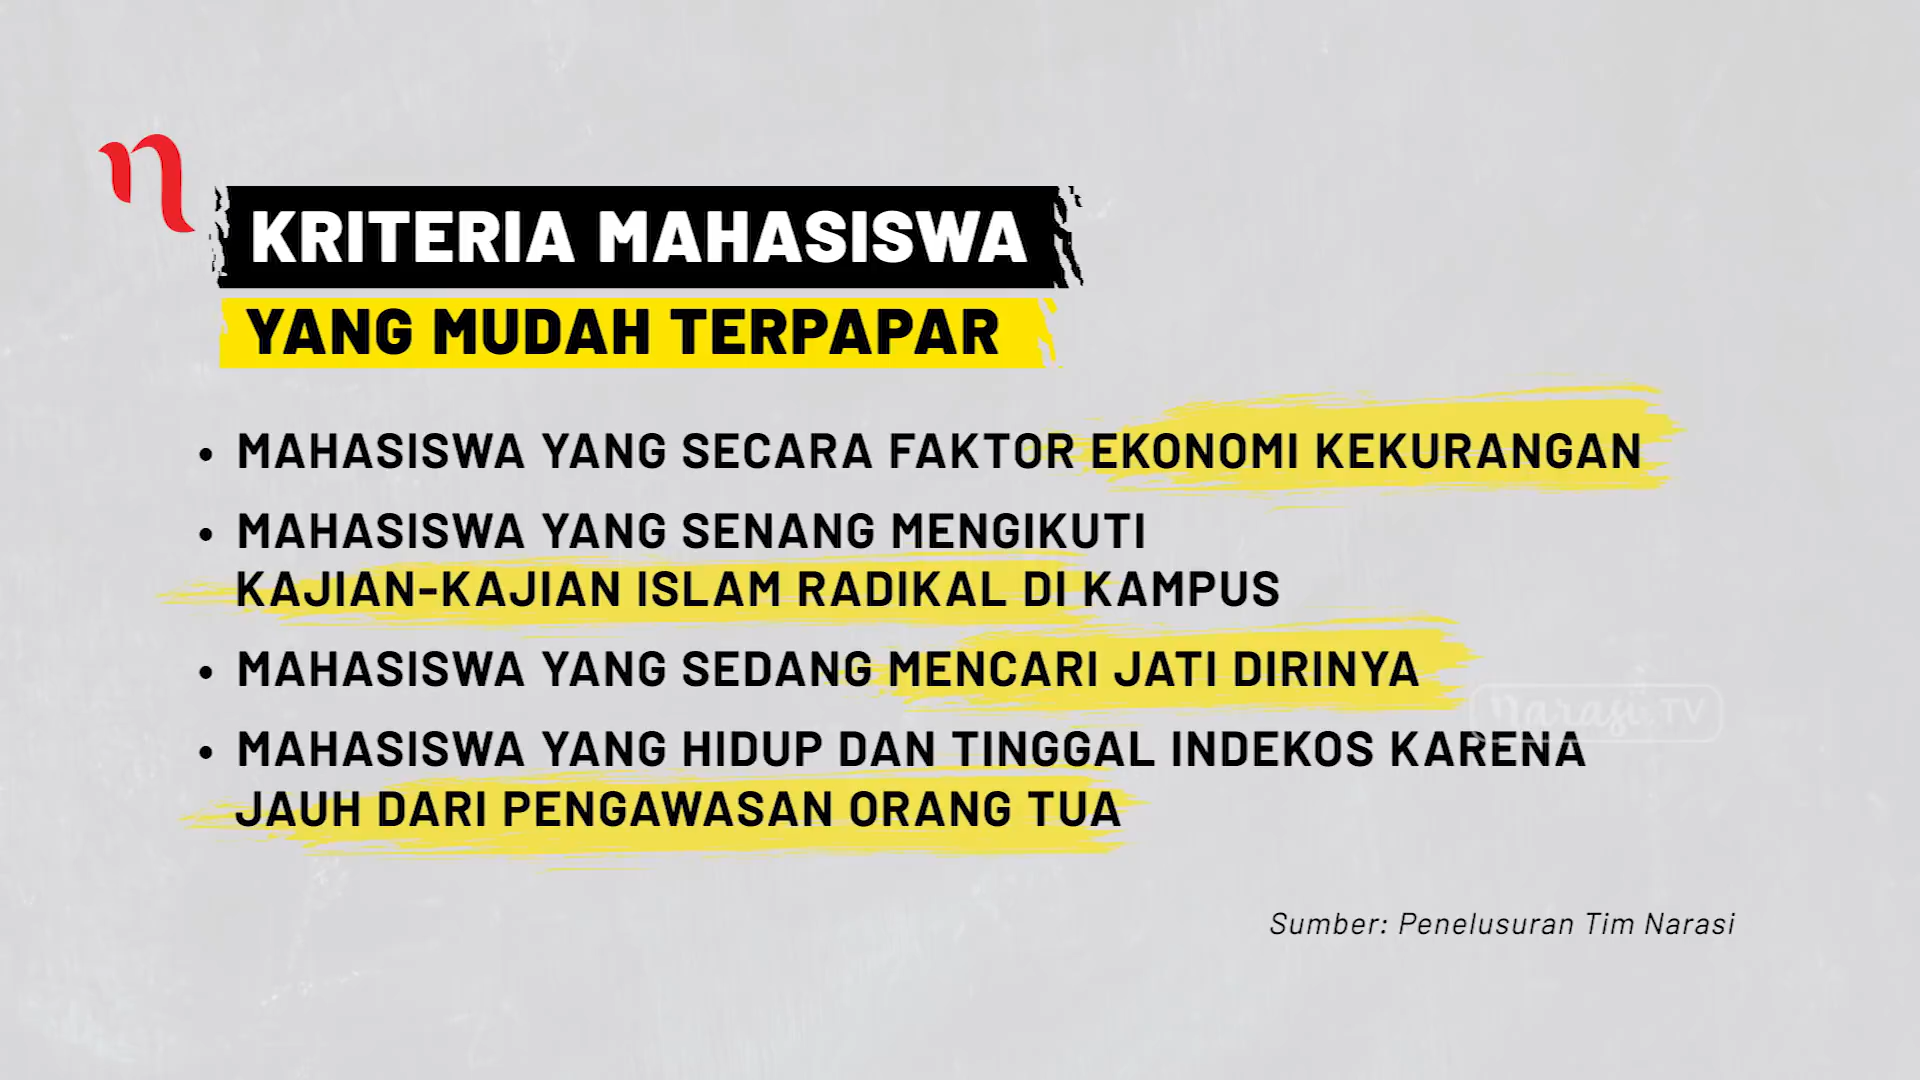 KRITERIA MAHASISWA
YANG MUDAH TERPAPAR
• MAHASISWA YANG SECARA FAKTOR EKONOMI KEKURANGAN
• MAHASISWA YANG SENANG MENGIKUTI
KAJIAN-KAJIAN ISLAM RADIKAL DI KAMPUS
• MAHASISWA YANG SEDANG MENCARI JATI DIRINYA
narasi TV
• MAHASISWA YANG HIDUP DAN TINGGAL INDEKOS KARENA
JAUH DARI PENGAWASAN ORANG TUA
Sumber: Penelusuran Tim Narasi